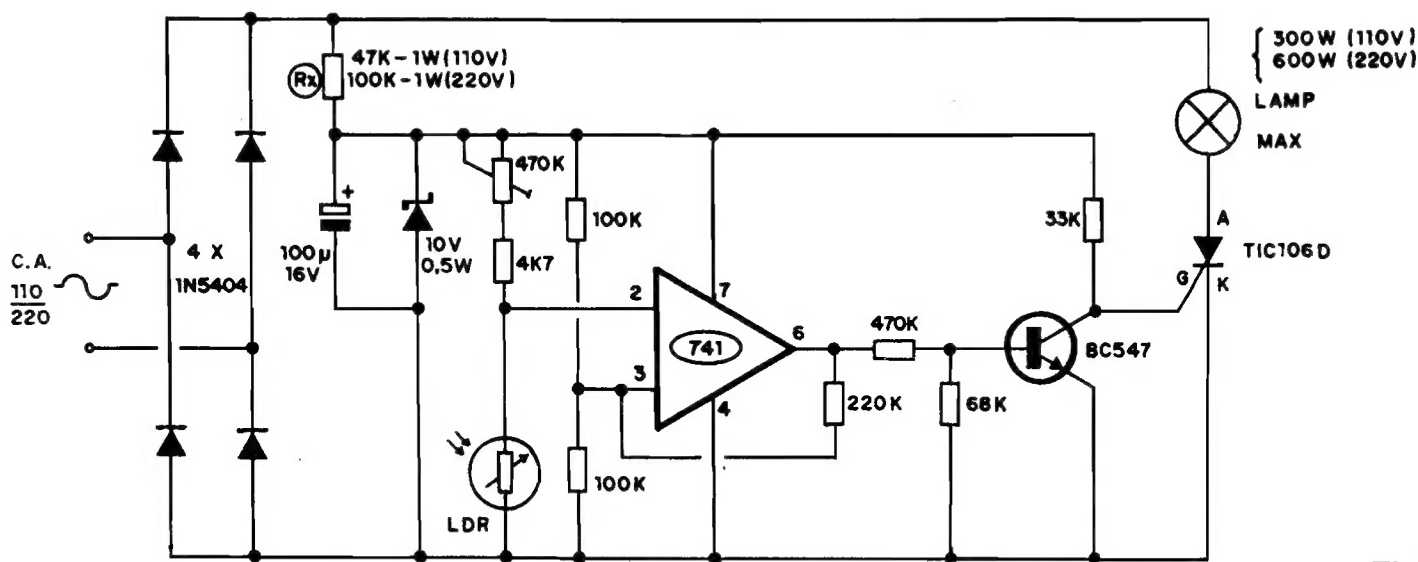 47K-1W(110V)
Rx
100K-1W(220V)
300W (110V)
600W (220V)
LAMP
MAX
470K
+
100K
33K
A
TIC106D
G
K
C.A.
110
220
4 X
1N5404
100µ
16V
10V
0,5W
4K7
2
7
741
6
470K
BC547
3
4
220K
68K
100K
LDR